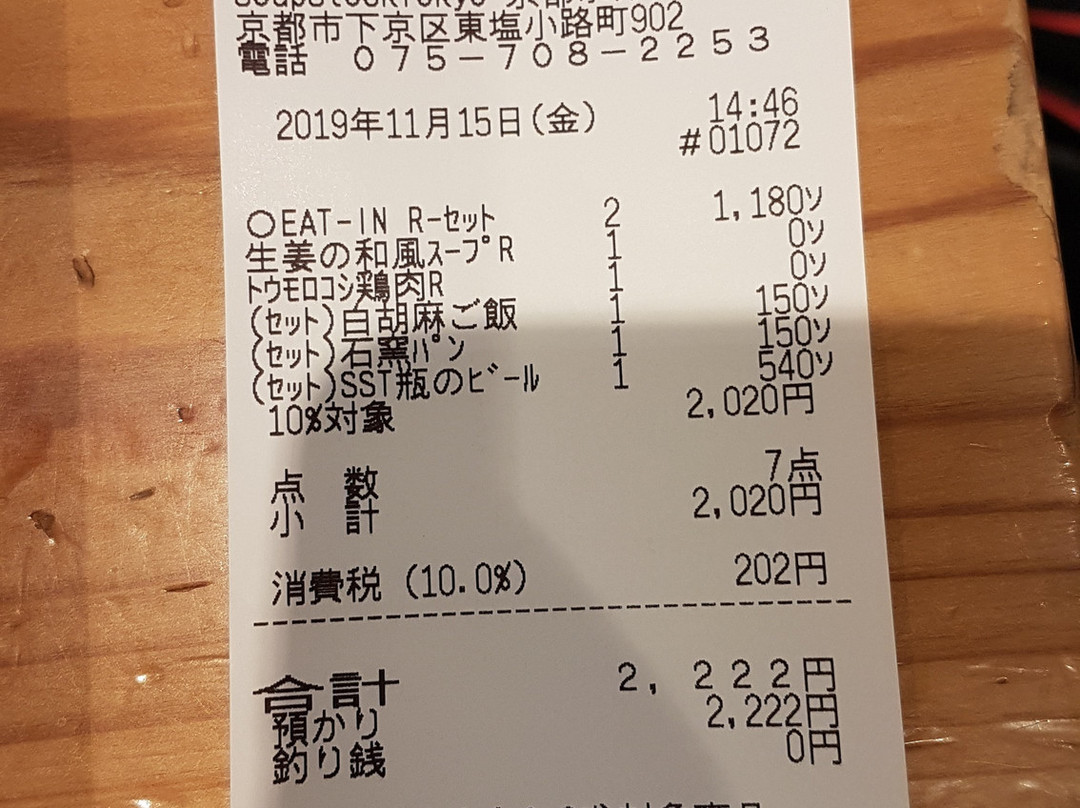 SoupStockTokyo 京都
京都市下京区東塩小路町902
電話　０７５－７０８－２２５３
2019年11月15日(金) 14:46
#01072
○EAT-IN R-ｾｯﾄ 2 1,180ｿ
生姜の和風ｽｰﾌﾟR 1 0ｿ
ﾄｳﾓﾛｺｼ鶏肉R 1 0ｿ
(ｾｯﾄ)白胡麻ご飯 1 150ｿ
(ｾｯﾄ)石窯ﾊﾟﾝ 1 150ｿ
(ｾｯﾄ)SST瓶のﾋﾞｰﾙ 1 540ｿ
10%対象 2,020円
点　数 7点
小　計 2,020円
消費税 (10.0%) 202円
合計 2,222円
預かり 2,222円
釣り銭 0円